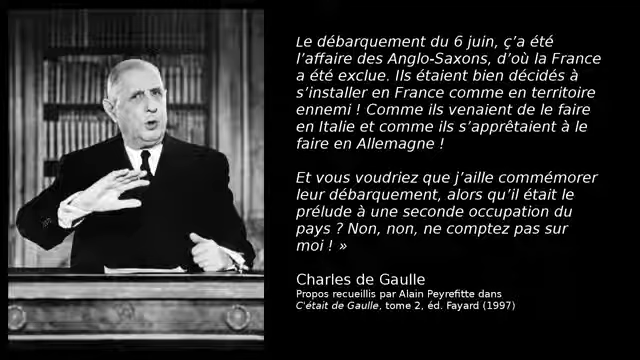 Le débarquement du 6 juin, ç’a été
l’affaire des Anglo-Saxons, d’où la France
a été exclue. Ils étaient bien décidés à
s’installer en France comme en territoire
ennemi ! Comme ils venaient de le faire
en Italie et comme ils s’apprêtaient à le
faire en Allemagne !
Et vous voudriez que j’aille commémorer
leur débarquement, alors qu’il était le
prélude à une seconde occupation du
pays ? Non, non, ne comptez pas sur
moi ! »
Charles de Gaulle
Propos recueillis par Alain Peyrefitte dans
C'était de Gaulle, tome 2, éd. Fayard (1997)